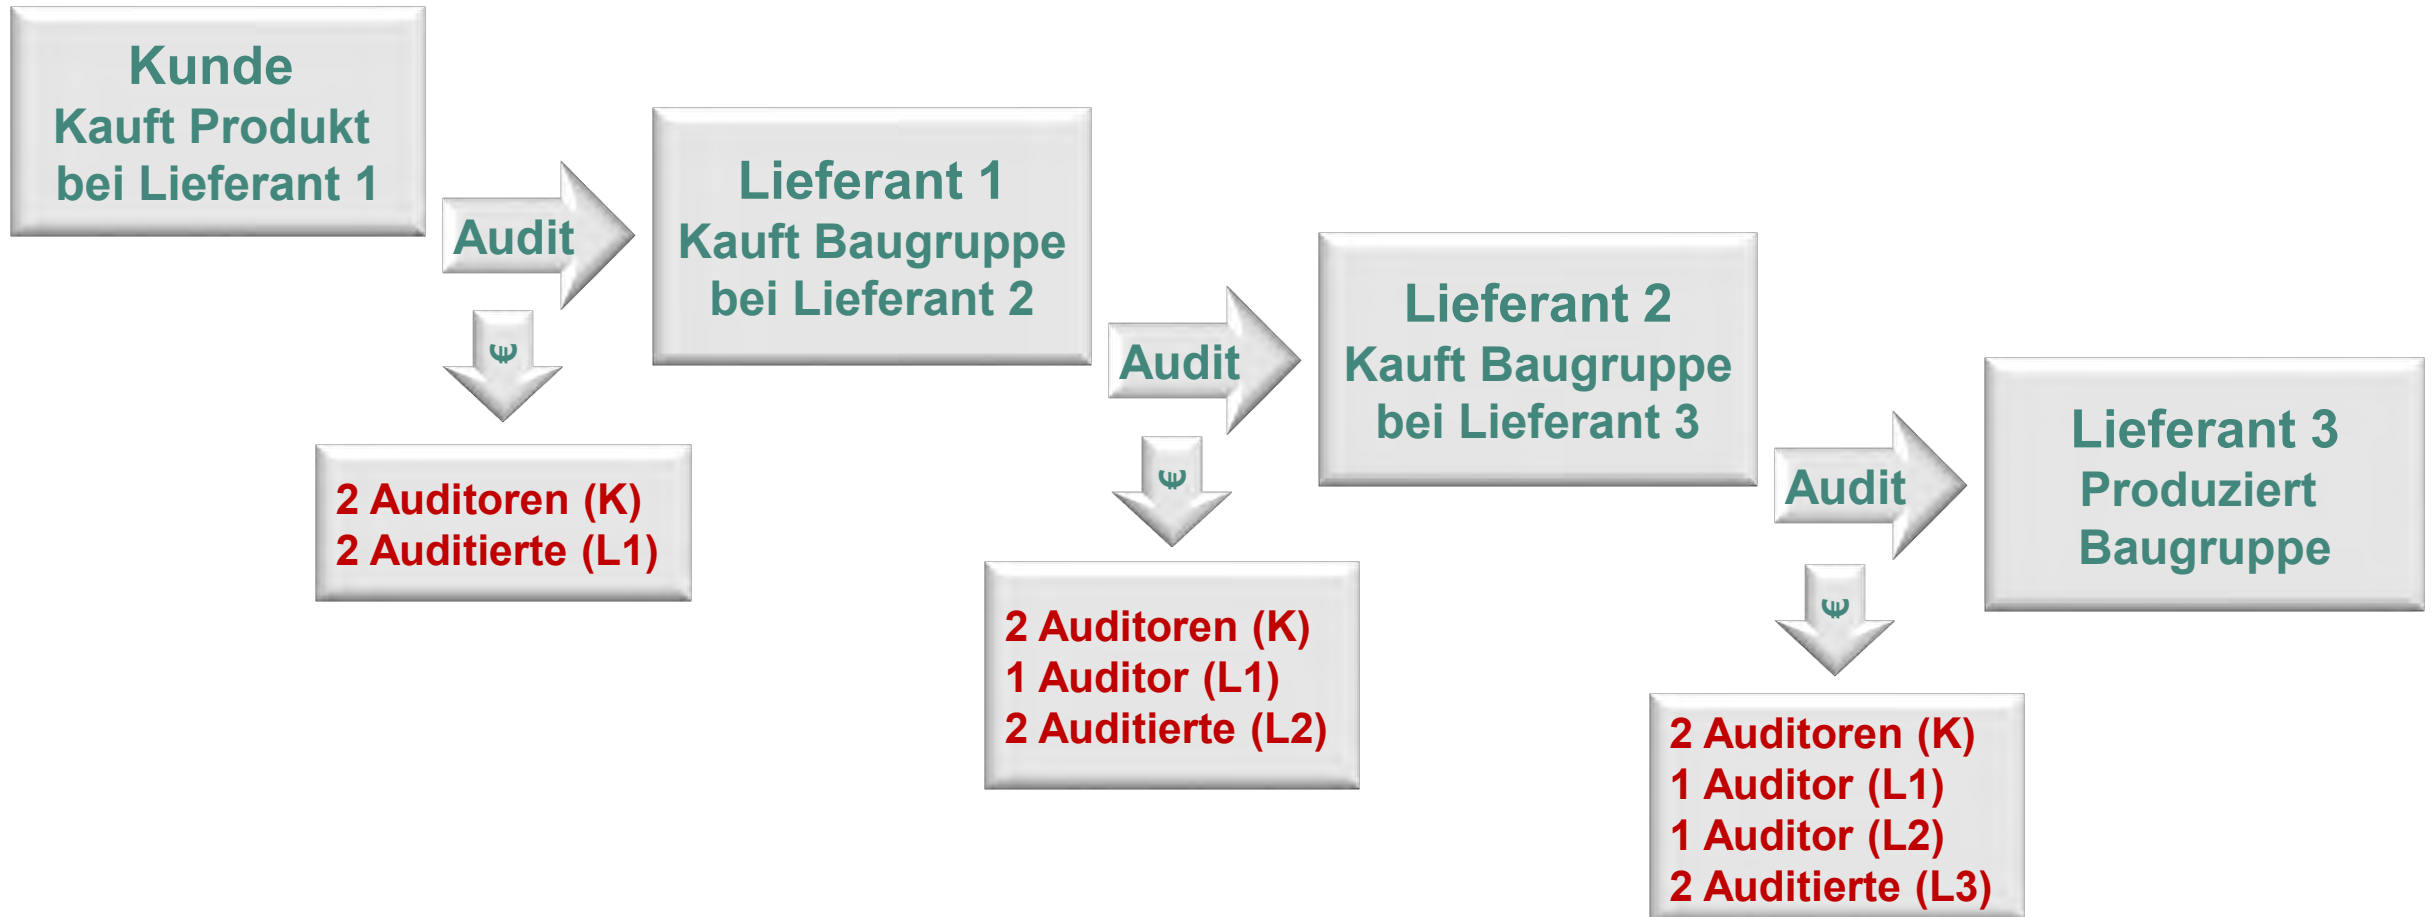 Kunde
Kauft Produkt
bei Lieferant 1
Audit
€
2 Auditoren (K)
2 Auditierte (L1)
Lieferant 1
Kauft Baugruppe
bei Lieferant 2
Audit
€
2 Auditoren (K)
1 Auditor (L1)
2 Auditierte (L2)
Lieferant 2
Kauft Baugruppe
bei Lieferant 3
Audit
€
2 Auditoren (K)
1 Auditor (L1)
1 Auditor (L2)
2 Auditierte (L3)
Lieferant 3
Produziert
Baugruppe